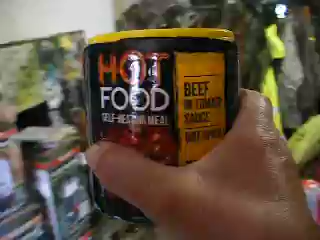 HOT
FOOD
SELF-HEATING MEAL
BEEF
IN TOMATO
SAUCE